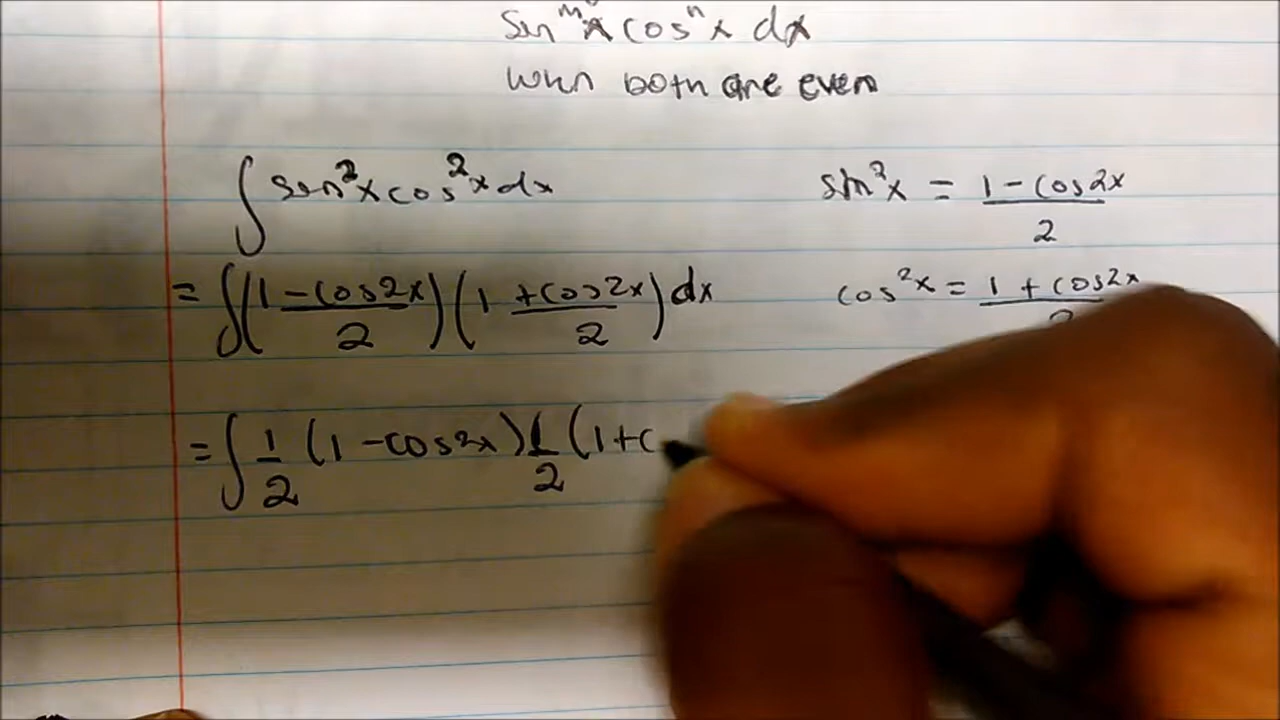 sin^m x cos^n x dx
when both are even
∫ sin²x cos²x dx
sin²x = (1 - cos2x)/2
= ∫ ((1 - cos2x)/2) ((1 + cos2x)/2) dx
cos²x = (1 + cos2x)/2
= ∫ 1/2 (1 - cos2x) 1/2 (1 + c